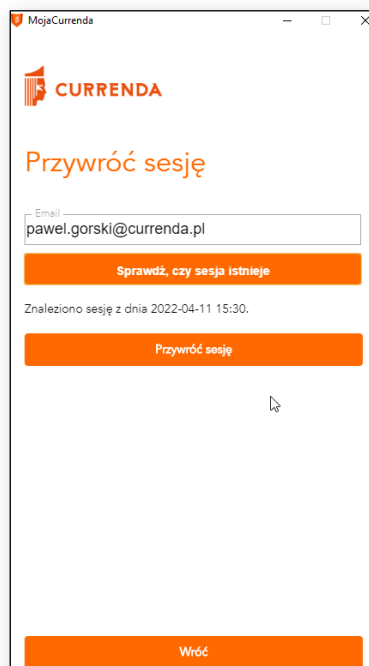 MojaCurrenda
CURRENDA
Przywróć sesję
Email
pawel.gorski@currenda.pl
Sprawdź, czy sesja istnieje
Znaleziono sesję z dnia 2022-04-11 15:30.
Przywróć sesję
Wróć